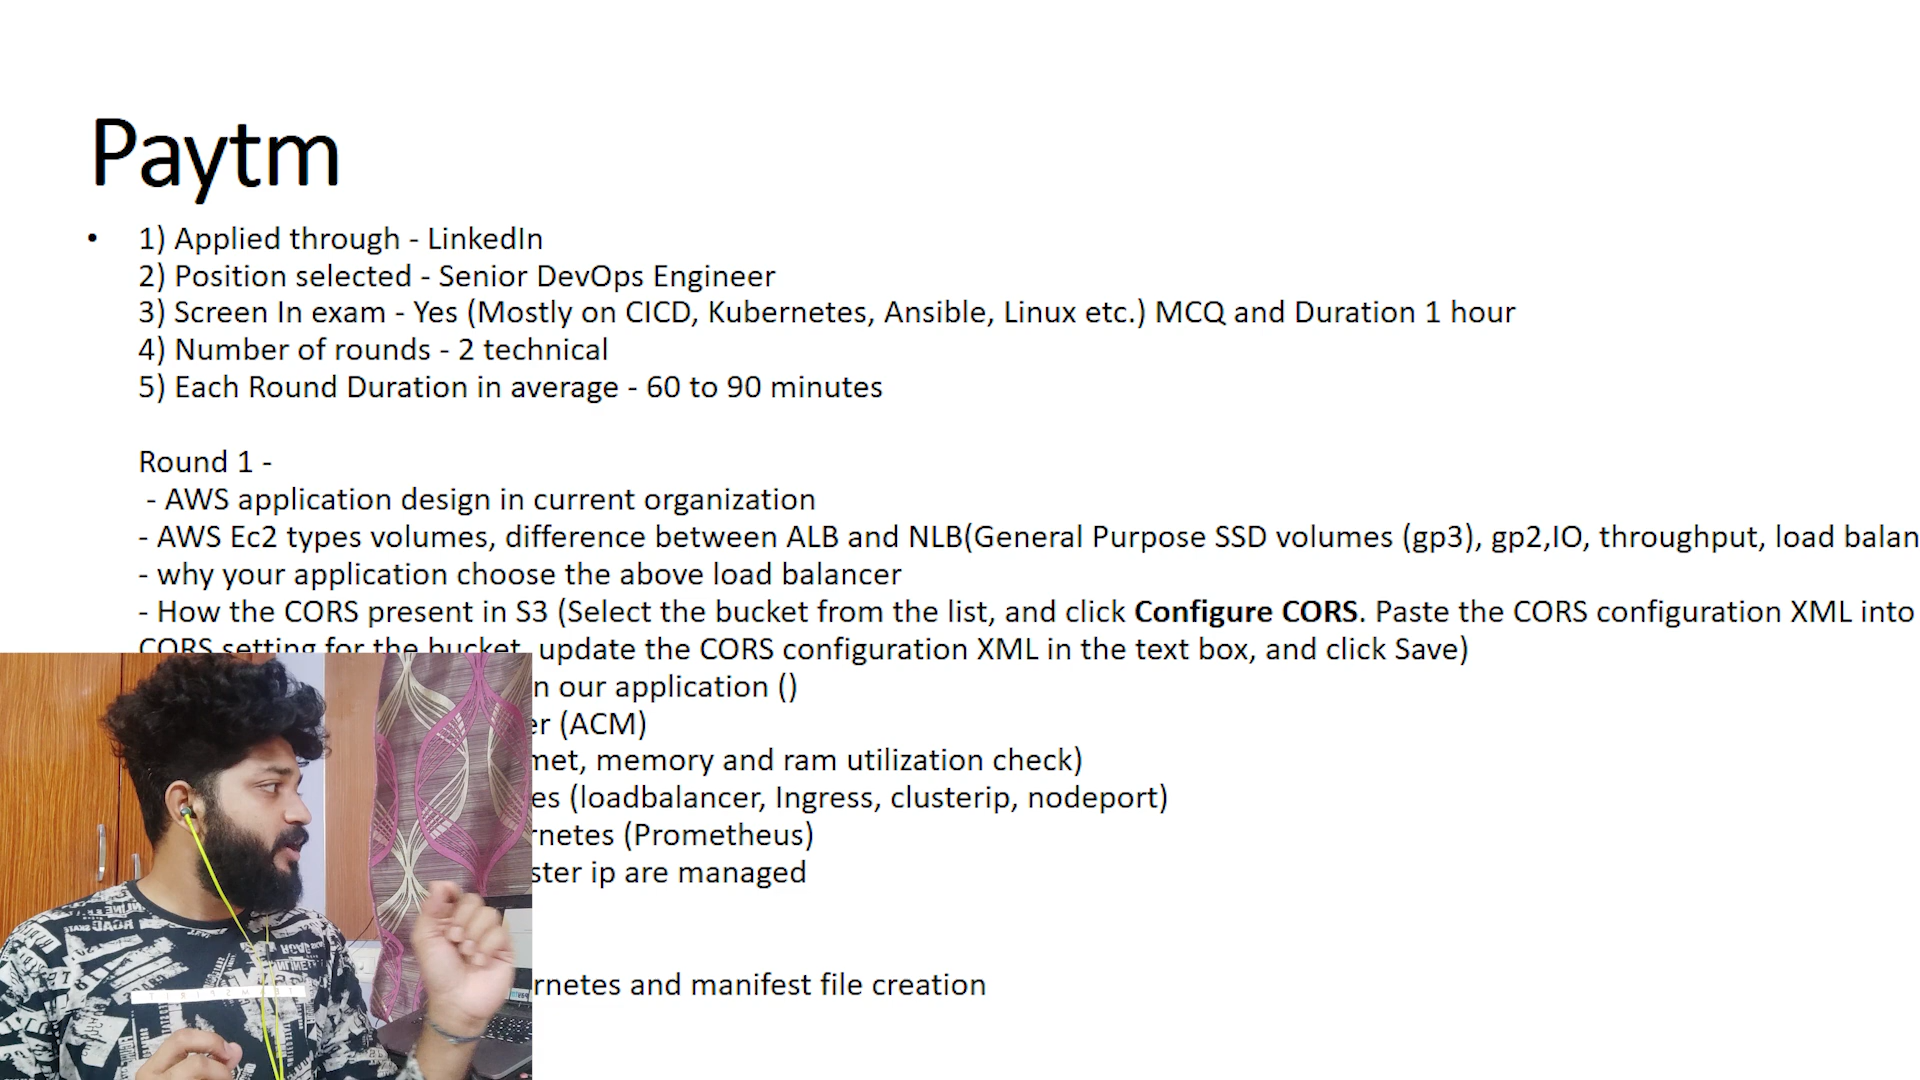 Paytm
• 1) Applied through - LinkedIn
2) Position selected - Senior DevOps Engineer
3) Screen In exam - Yes (Mostly on CICD, Kubernetes, Ansible, Linux etc.) MCQ and Duration 1 hour
4) Number of rounds - 2 technical
5) Each Round Duration in average - 60 to 90 minutes
Round 1 -
- AWS application design in current organization
- AWS Ec2 types volumes, difference between ALB and NLB(General Purpose SSD volumes (gp3), gp2,IO, throughput, load balan
- why your application choose the above load balancer
- How the CORS present in S3 (Select the bucket from the list, and click Configure CORS. Paste the CORS configuration XML into
CORS setting for the bucket, update the CORS configuration XML in the text box, and click Save)
n our application ()
er (ACM)
met, memory and ram utilization check)
es (loadbalancer, Ingress, clusterip, nodeport)
rnetes (Prometheus)
ster ip are managed
rnetes and manifest file creation